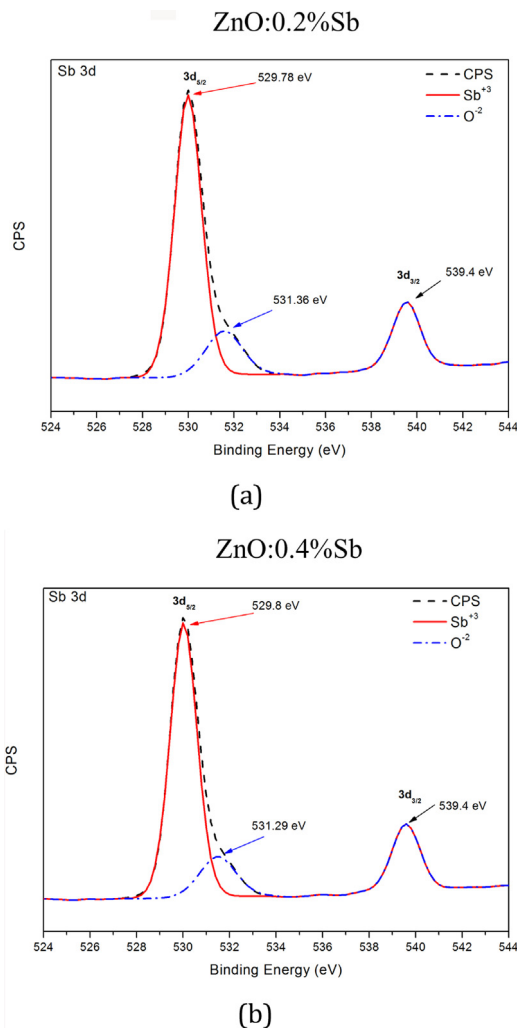 ZnO:0.2%Sb
Sb 3d
3d5/2
529.78 eV
CPS
Sb+3
O-2
531.36 eV
3d3/2
539.4 eV
CPS
524 526 528 530 532 534 536 538 540 542 544
Binding Energy (eV)
(a)
ZnO:0.4%Sb
Sb 3d
3d5/2
529.8 eV
CPS
Sb+3
O-2
531.29 eV
3d3/2
539.4 eV
CPS
524 526 528 530 532 534 536 538 540 542 544
Binding Energy (eV)
(b)